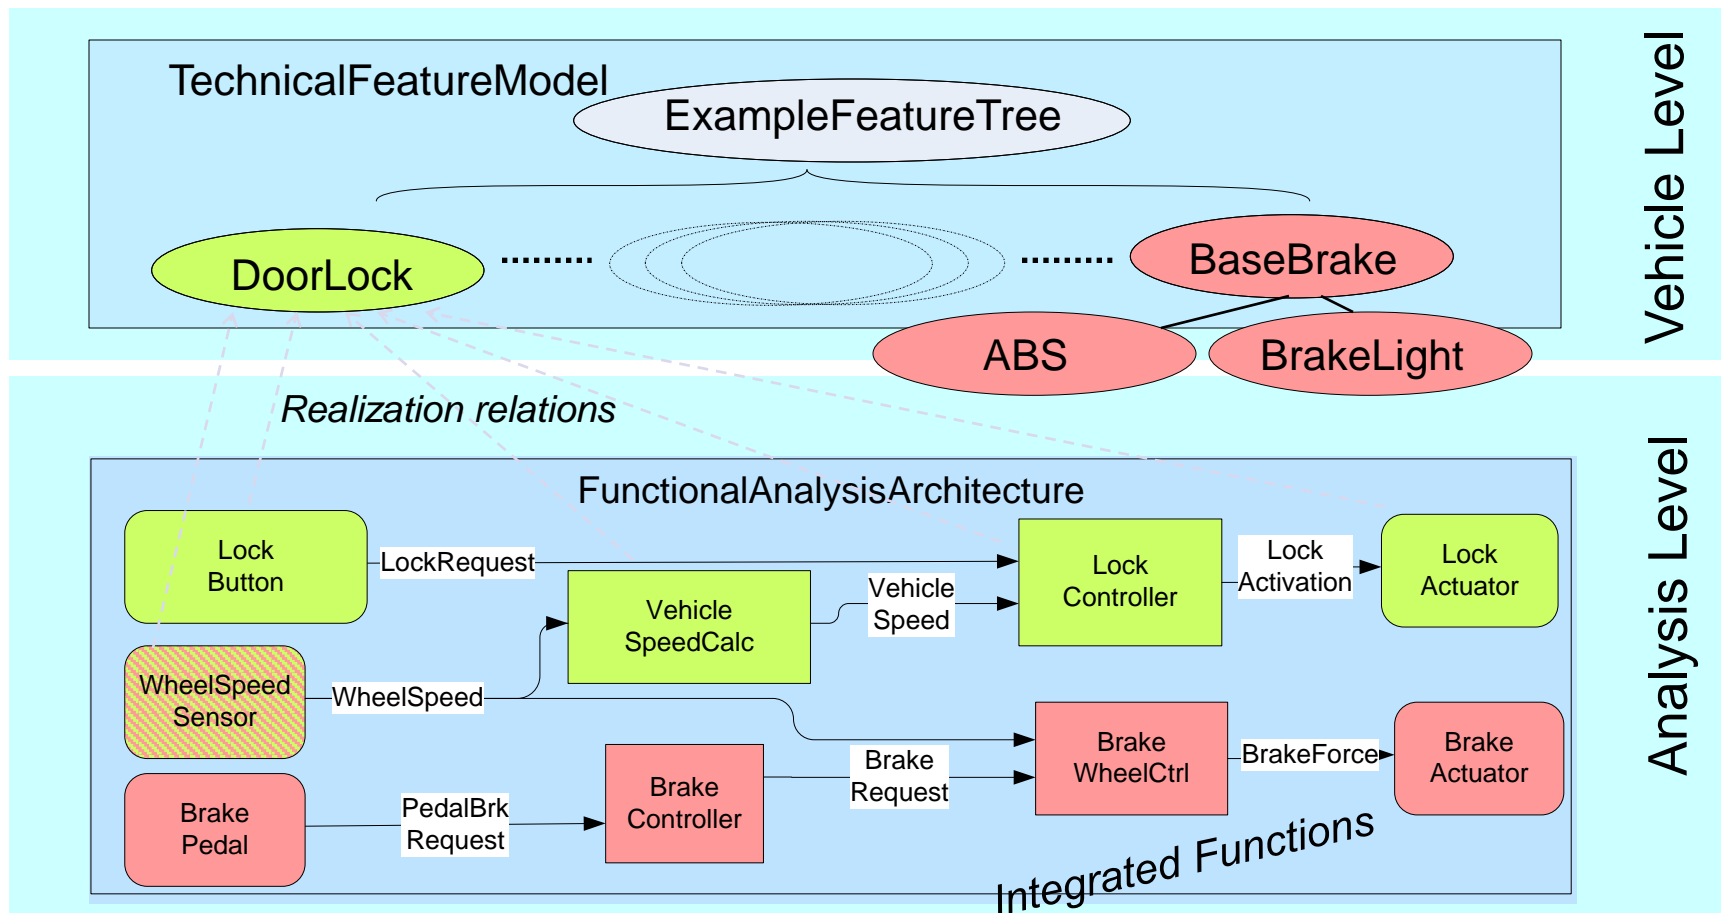 TechnicalFeatureModel
ExampleFeatureTree
DoorLock
BaseBrake
ABS
BrakeLight
Vehicle Level
Realization relations
FunctionalAnalysisArchitecture
Lock
Button
LockRequest
Vehicle
SpeedCalc
Vehicle
Speed
Lock
Controller
Lock
Activation
Lock
Actuator
WheelSpeed
Sensor
WheelSpeed
Brake
Pedal
PedalBrk
Request
Brake
Controller
Brake
Request
Brake
WheelCtrl
BrakeForce
Brake
Actuator
Integrated Functions
Analysis Level